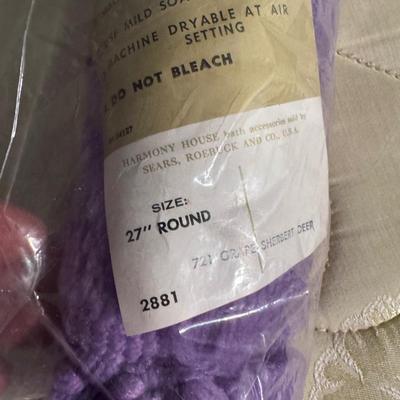 MILD SOA
MACHINE DRYABLE AT AIR
SETTING
DO NOT BLEACH
HARMONY HOUSE bath accessories sold by
SEARS, ROEBUCK AND CO., U.S.A.
SIZE:
27" ROUND
721 GRAPE SHERBERT DEEP
2881